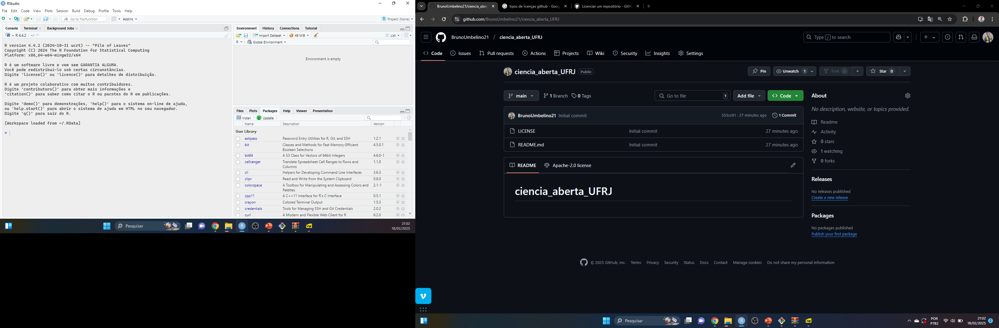 RStudio
File Edit Code View Plots Session Build Debug Profile Tools Help
Go to file/function Addins Project: (None)
Console Terminal Background Jobs
R 4.4.2 · ~/
R version 4.4.2 (2024-10-31 ucrt) -- "Pile of Leaves"
Copyright (C) 2024 The R Foundation for Statistical Computing
Platform: x86_64-w64-mingw32/x64
R é um software livre e vem sem GARANTIA ALGUMA.
Você pode redistribuí-lo sob certas circunstâncias.
Digite 'license()' ou 'licence()' para detalhes de distribuição.
R é um projeto colaborativo com muitos contribuidores.
Digite 'contributors()' para obter mais informações e
'citation()' para saber como citar o R ou pacotes do R em publicações.
Digite 'demo()' para demonstrações, 'help()' para o sistema on-line de ajuda,
ou 'help.start()' para abrir o sistema de ajuda em HTML no seu navegador.
Digite 'q()' para sair do R.
[Workspace loaded from ~/.RData]
>
Environment History Connections Tutorial
Import Dataset 49 MiB List
R Global Environment
Environment is empty
Files Plots Packages Help Viewer Presentation
Install Update
Name Description Version
User Library
askpass Password Entry Utilities for R, Git, and SSH 1.2.1
bit Classes and Methods for Fast Memory-Efficient 4.5.0.1
Boolean Selections
bit64 A S3 Class for Vectors of 64bit Integers 4.6.0-1
cellranger Translate Spreadsheet Cell Ranges to Rows and 1.1.0
Columns
cli Helpers for Developing Command Line Interfaces 3.6.3
clipr Read and Write from the System Clipboard 0.8.0
colorspace A Toolbox for Manipulating and Assessing Colors and 2.1-1
Palettes
cpp11 A C++11 Interface for R's C Interface 0.5.1
crayon Colored Terminal Output 1.5.3
credentials Tools for Managing SSH and Git Credentials 2.0.2
curl A Modern and Flexible Web Client for R 6.2.0
Pesquisar
21:02
18/02/2025
BrunoUmbelino21/ciencia_aber tipos de licenças github - Goog Licenciar um repositório - GitH
github.com/BrunoUmbelino21/ciencia_aberta_UFRJ
BrunoUmbelino21 / ciencia_aberta_UFRJ Type / to search
Code Issues Pull requests Actions Projects Wiki Security Insights Settings
ciencia_aberta_UFRJ Public Pin Unwatch 1 Fork 0 Star 0
main 1 Branch 0 Tags Go to file t Add file Code
BrunoUmbelino21 Initial commit 553cc91 · 27 minutes ago 1 Commit
LICENSE Initial commit 27 minutes ago
README.md Initial commit 27 minutes ago
README Apache-2.0 license
ciencia_aberta_UFRJ
About
No description, website, or topics provided.
Readme
Activity
0 stars
1 watching
0 forks
Releases
No releases published
Create a new release
Packages
No packages published
Publish your first package
© 2025 GitHub, Inc. Terms Privacy Security Status Docs Contact Manage cookies Do not share my personal information
Pesquisar
POR
PTB2
21:02
18/02/2025
2